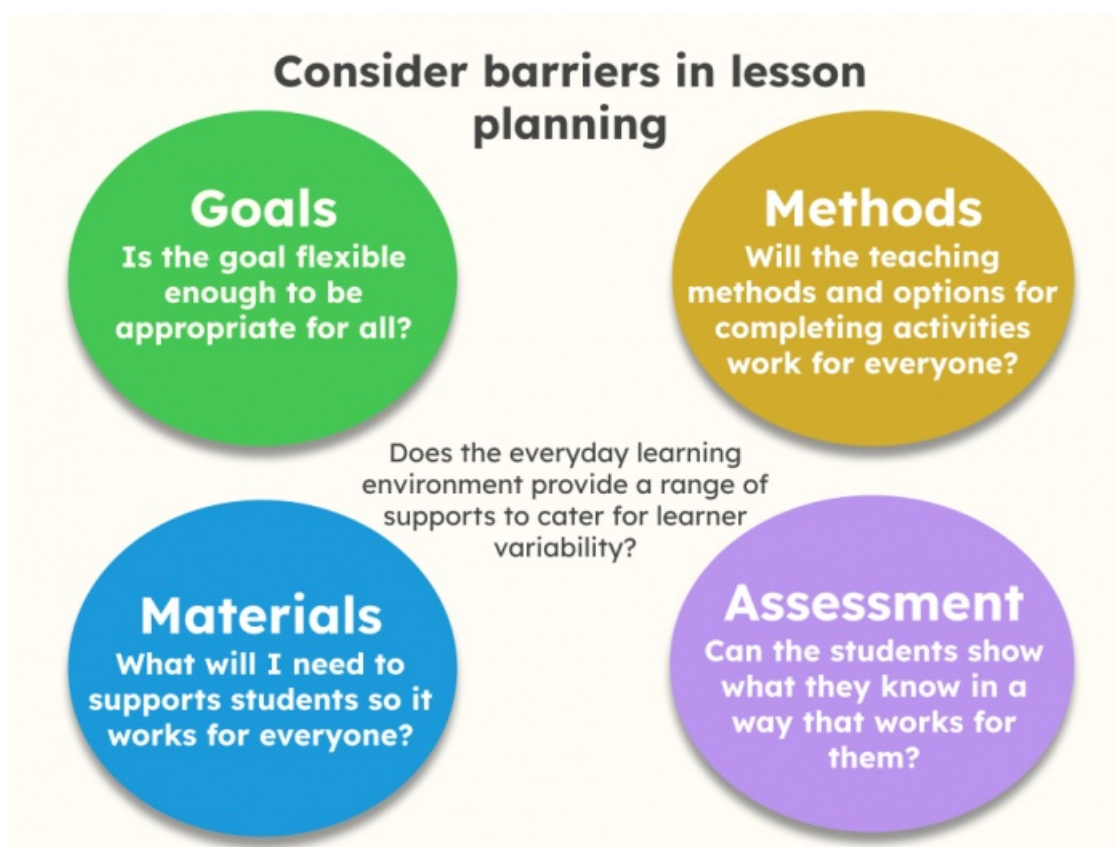 Consider barriers in lesson
planning
Goals
Is the goal flexible
enough to be
appropriate for all?
Methods
Will the teaching
methods and options for
completing activities
work for everyone?
Does the everyday learning
environment provide a range of
supports to cater for learner
variability?
Materials
What will I need to
supports students so it
works for everyone?
Assessment
Can the students show
what they know in a
way that works for
them?